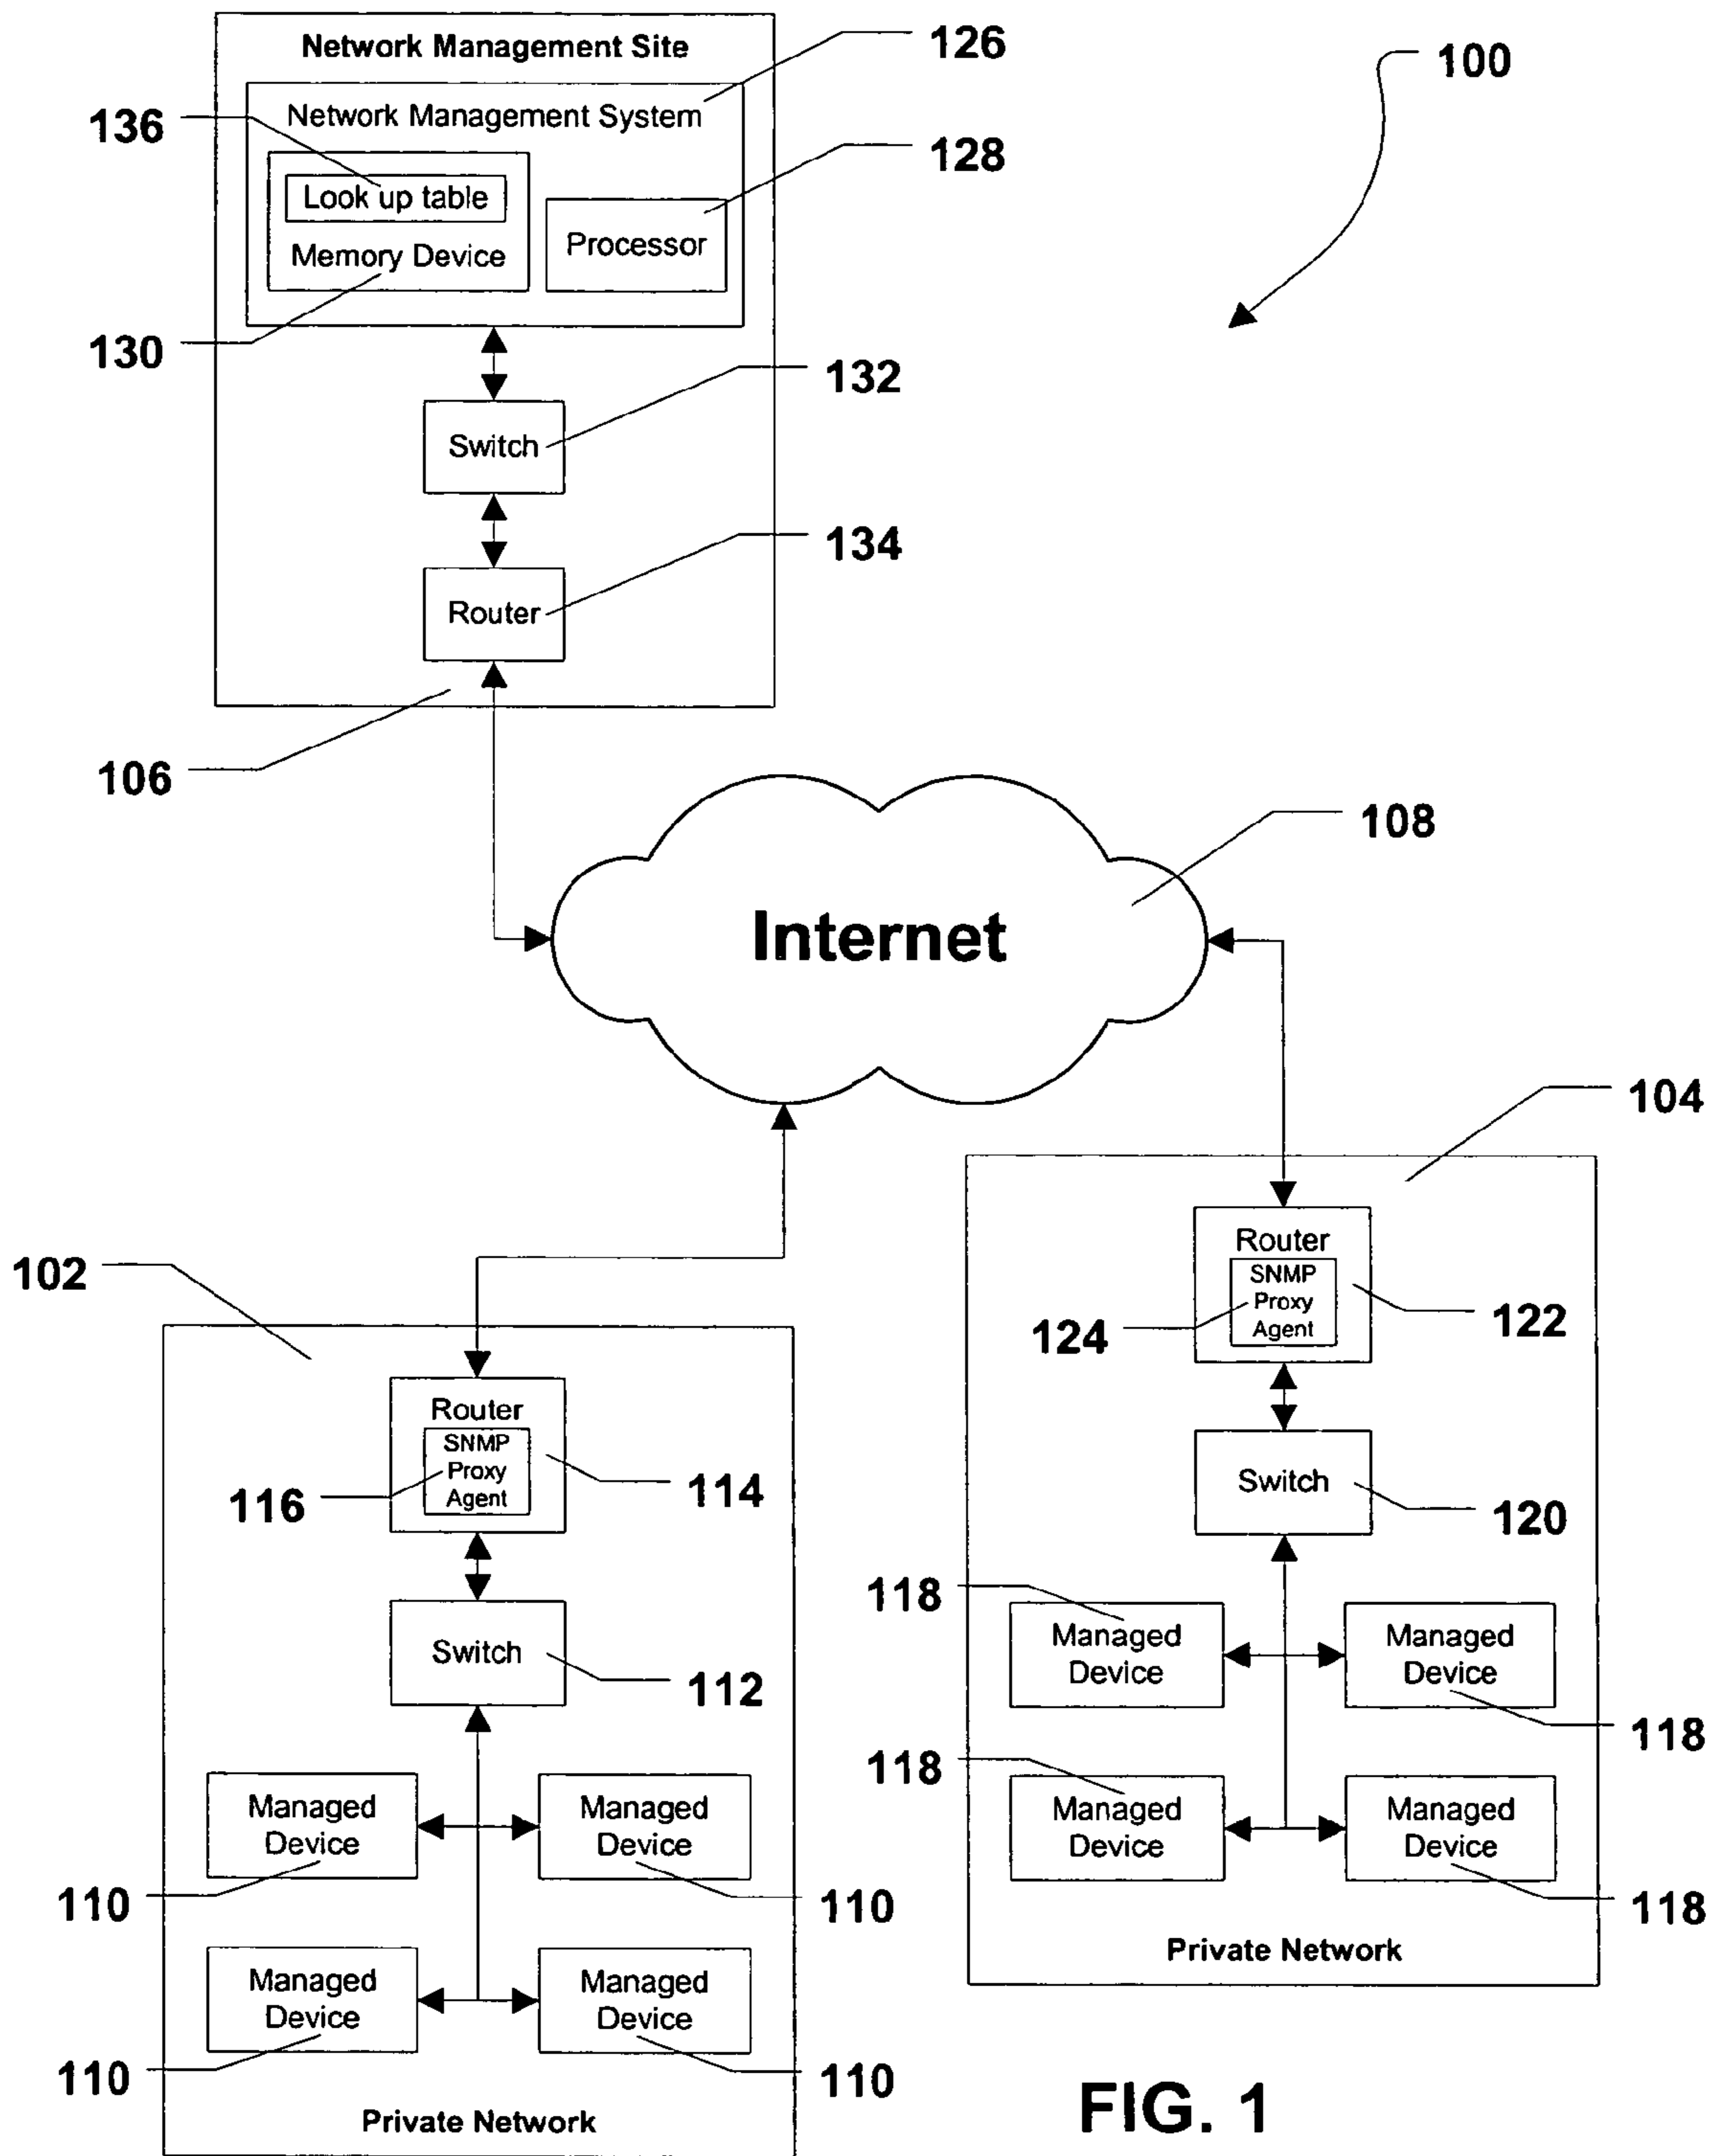 Network Management Site
126
100
Network Management System
136
128
Look up table
Processor
Memory Device
130
132
Switch
134
Router
106
108
Internet
104
Router
102
SNMP
Proxy
Agent
122
124
Router
SNMP
Proxy
Agent
114
116
Switch
120
Switch
112
118
Managed
Device
Managed
Device
118
118
Managed
Device
Managed
Device
118
Managed
Device
Managed
Device
110
110
Private Network
Managed
Device
Managed
Device
110
110
Private Network
FIG. 1